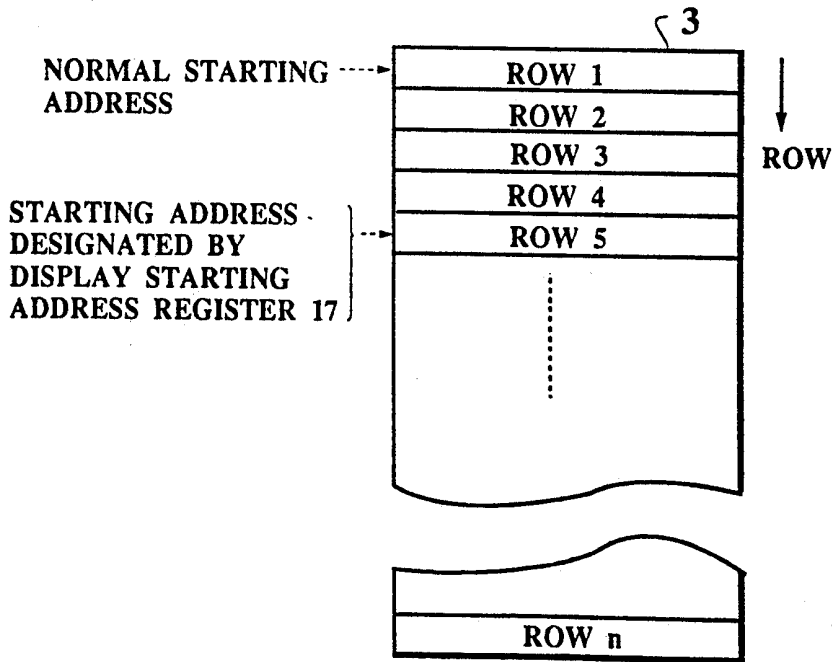 3
NORMAL STARTING
ADDRESS
ROW 1
ROW 2
ROW 3
ROW 4
ROW 5
ROW
STARTING ADDRESS
DESIGNATED BY
DISPLAY STARTING
ADDRESS REGISTER 17
ROW n